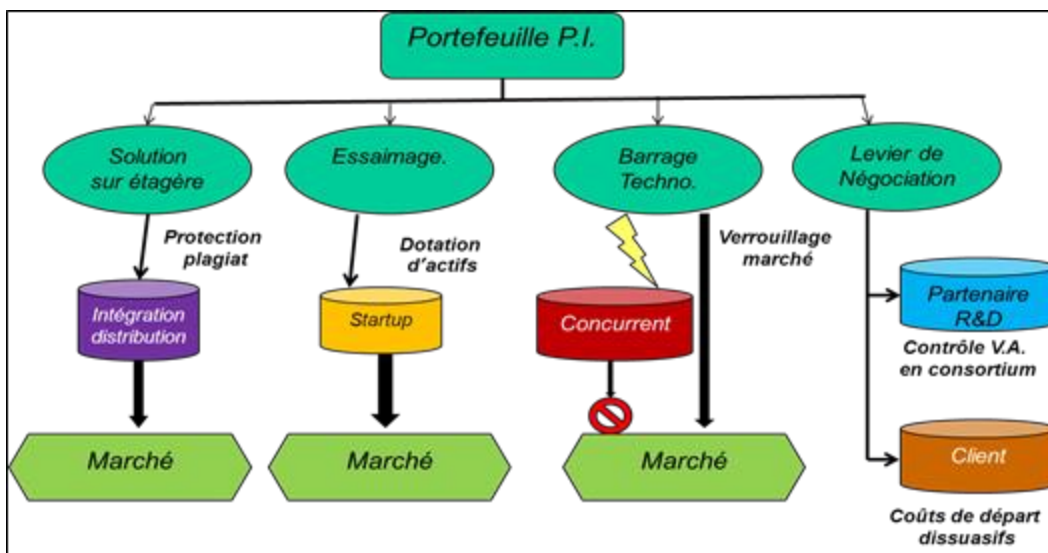 Portefeuille P.I.
Solution
sur étagère
Essaimage.
Barrage
Techno.
Levier de
Négociation
Protection
plagiat
Dotation
d'actifs
Verrouillage
marché
Intégration
distribution
Startup
Concurrent
Partenaire
R&D
Contrôle V.A.
en consortium
Marché
Marché
Marché
Client
Coûts de départ
dissuasifs